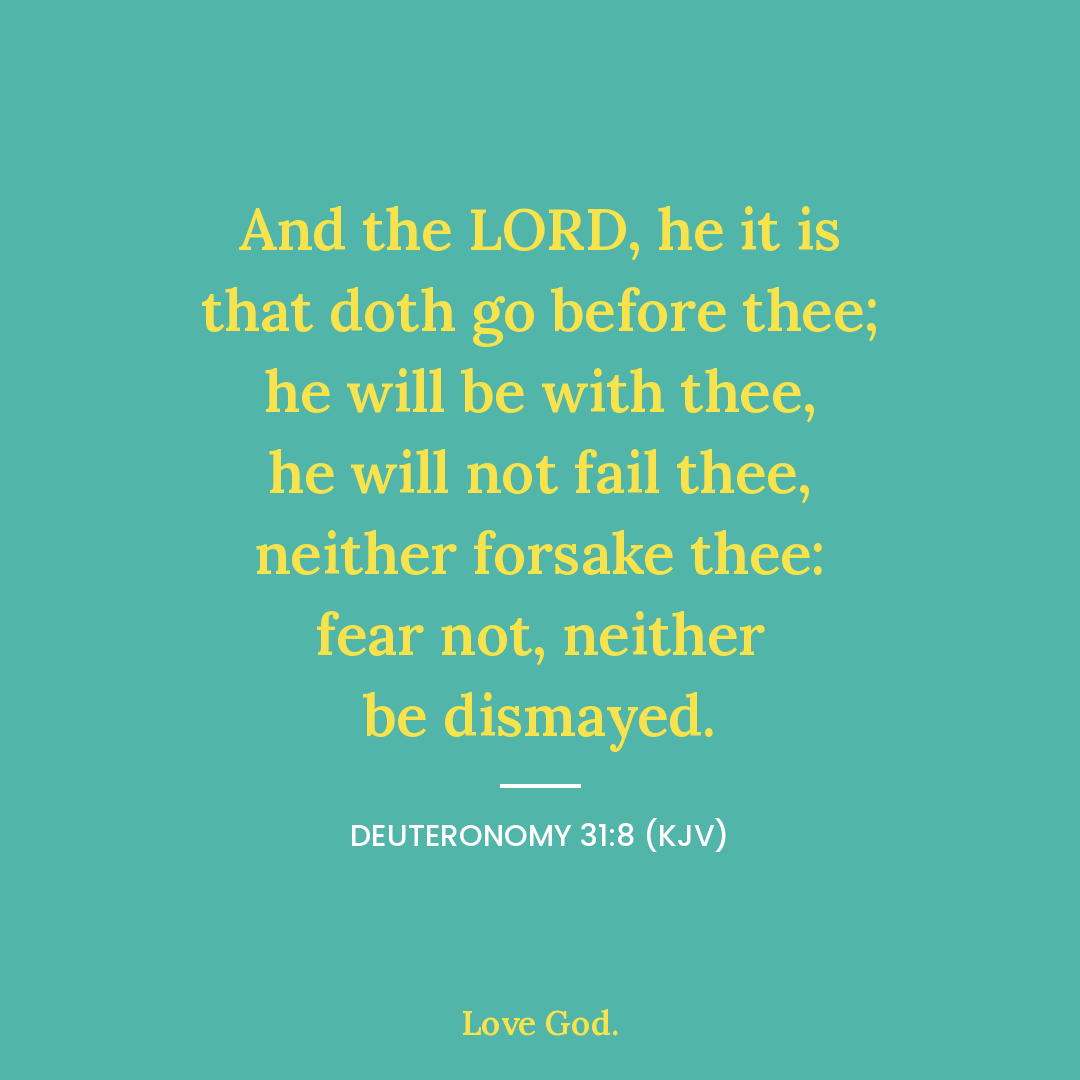 And the LORD, he it is
that doth go before thee;
he will be with thee,
he will not fail thee,
neither forsake thee:
fear not, neither
be dismayed.
DEUTERONOMY 31:8 (KJV)
Love God.